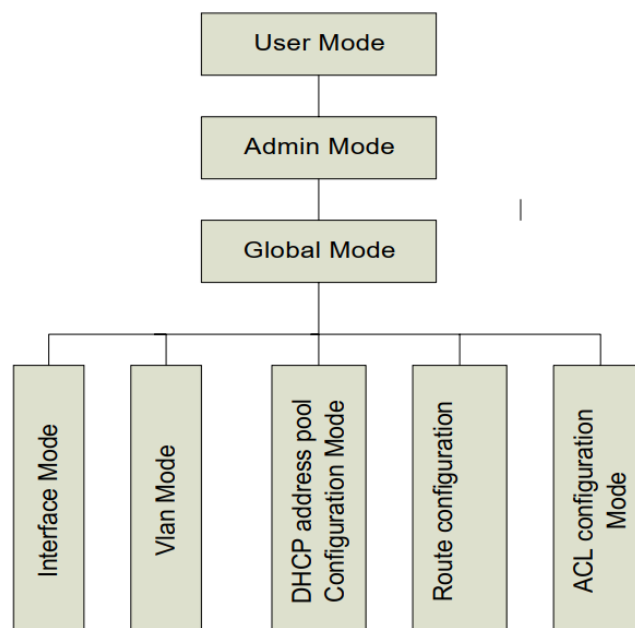 User Mode
Admin Mode
Global Mode
Interface Mode
Vlan Mode
DHCP address pool
Configuration Mode
Route configuration
ACL configuration
Mode